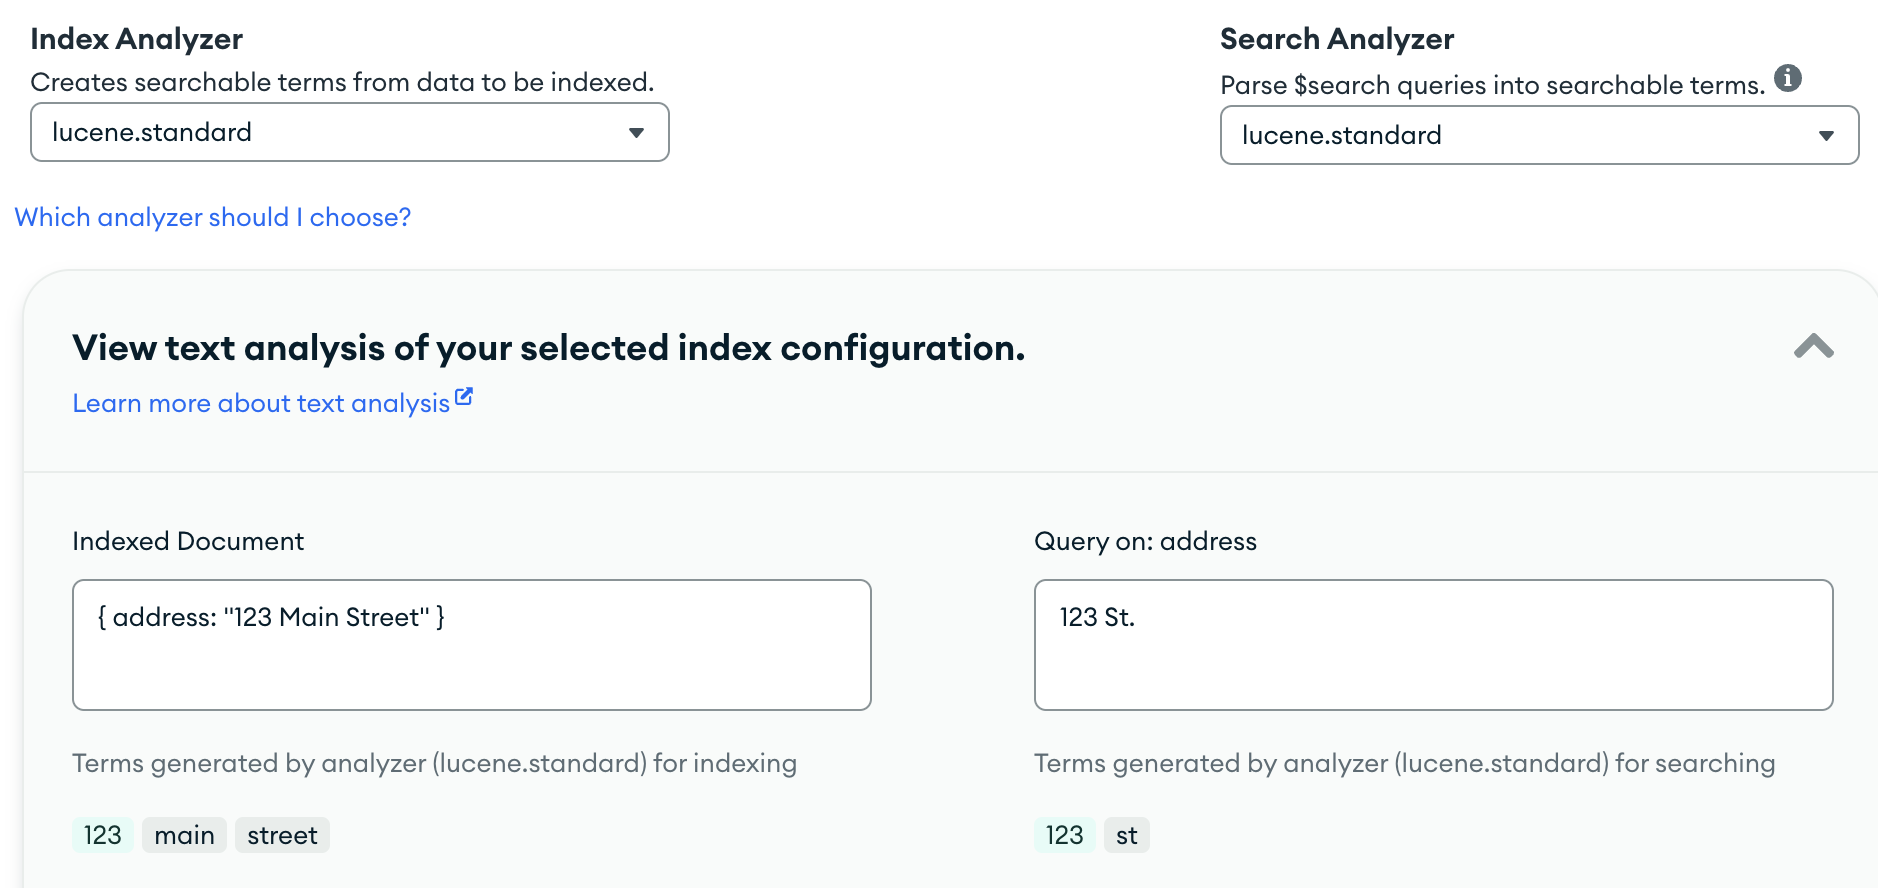 Index Analyzer
Creates searchable terms from data to be indexed.
lucene.standard
Search Analyzer
Parse $search queries into searchable terms.
lucene.standard
Which analyzer should I choose?
View text analysis of your selected index configuration.
Learn more about text analysis
Indexed Document
{ address: "123 Main Street" }
Terms generated by analyzer (lucene.standard) for indexing
123 main street
Query on: address
123 St.
Terms generated by analyzer (lucene.standard) for searching
123 st